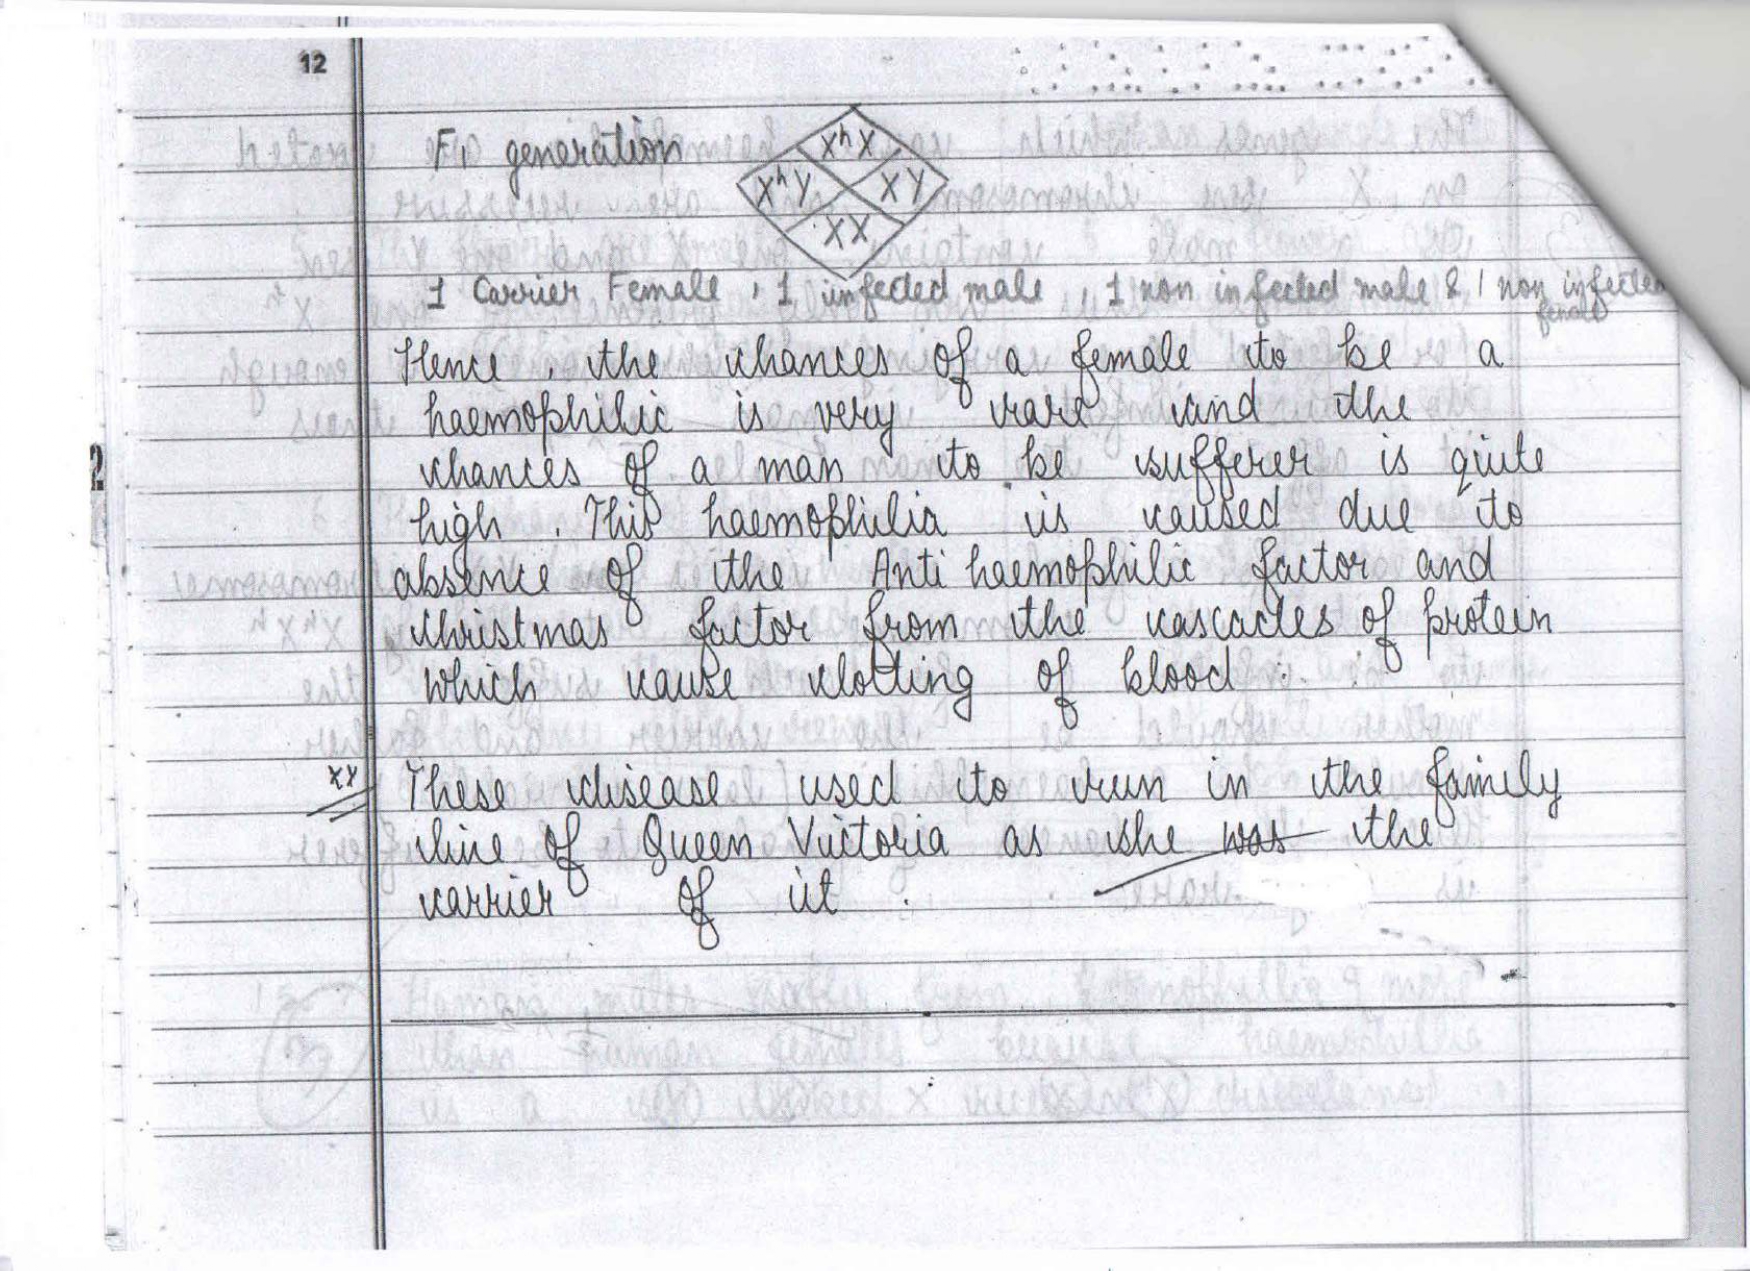 12
F1 generation
XʰX
XʰY XY
XX
1 Carrier Female, 1 infected male, 1 non infected male & 1 non infected
female
Hence, the chances of a female to be a
haemophilic is very rare and the
chances of a man to be sufferer is quite
high. This haemophilia is caused due to
absence of the Anti haemophilic factor and
christmas factor from the cascades of protein
which cause clotting of blood.
XY These disease used to run in the family
line of Queen Victoria as she was the
carrier of it.